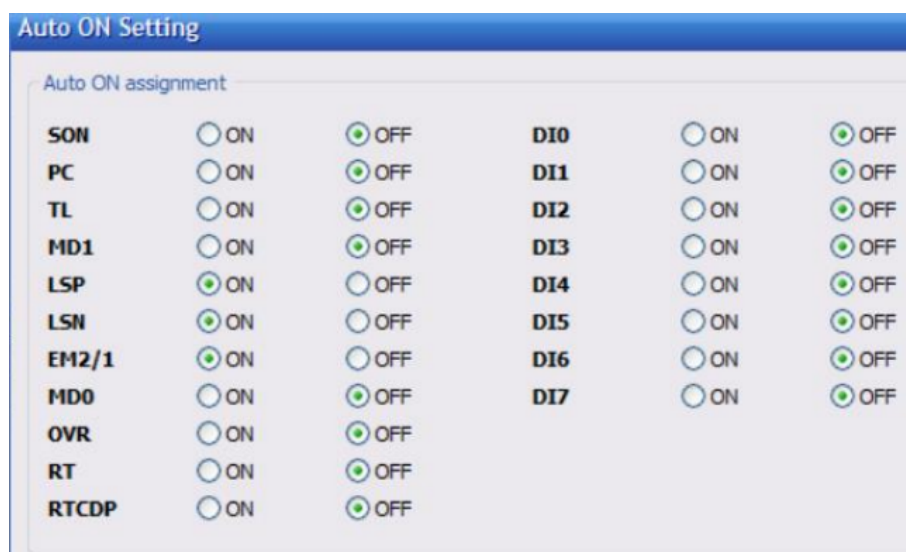 Auto ON Setting
Auto ON assignment
SON ON OFF DI0 ON OFF
PC ON OFF DI1 ON OFF
TL ON OFF DI2 ON OFF
MD1 ON OFF DI3 ON OFF
LSP ON OFF DI4 ON OFF
LSN ON OFF DI5 ON OFF
EM2/1 ON OFF DI6 ON OFF
MD0 ON OFF DI7 ON OFF
OVR ON OFF
RT ON OFF
RTCDP ON OFF